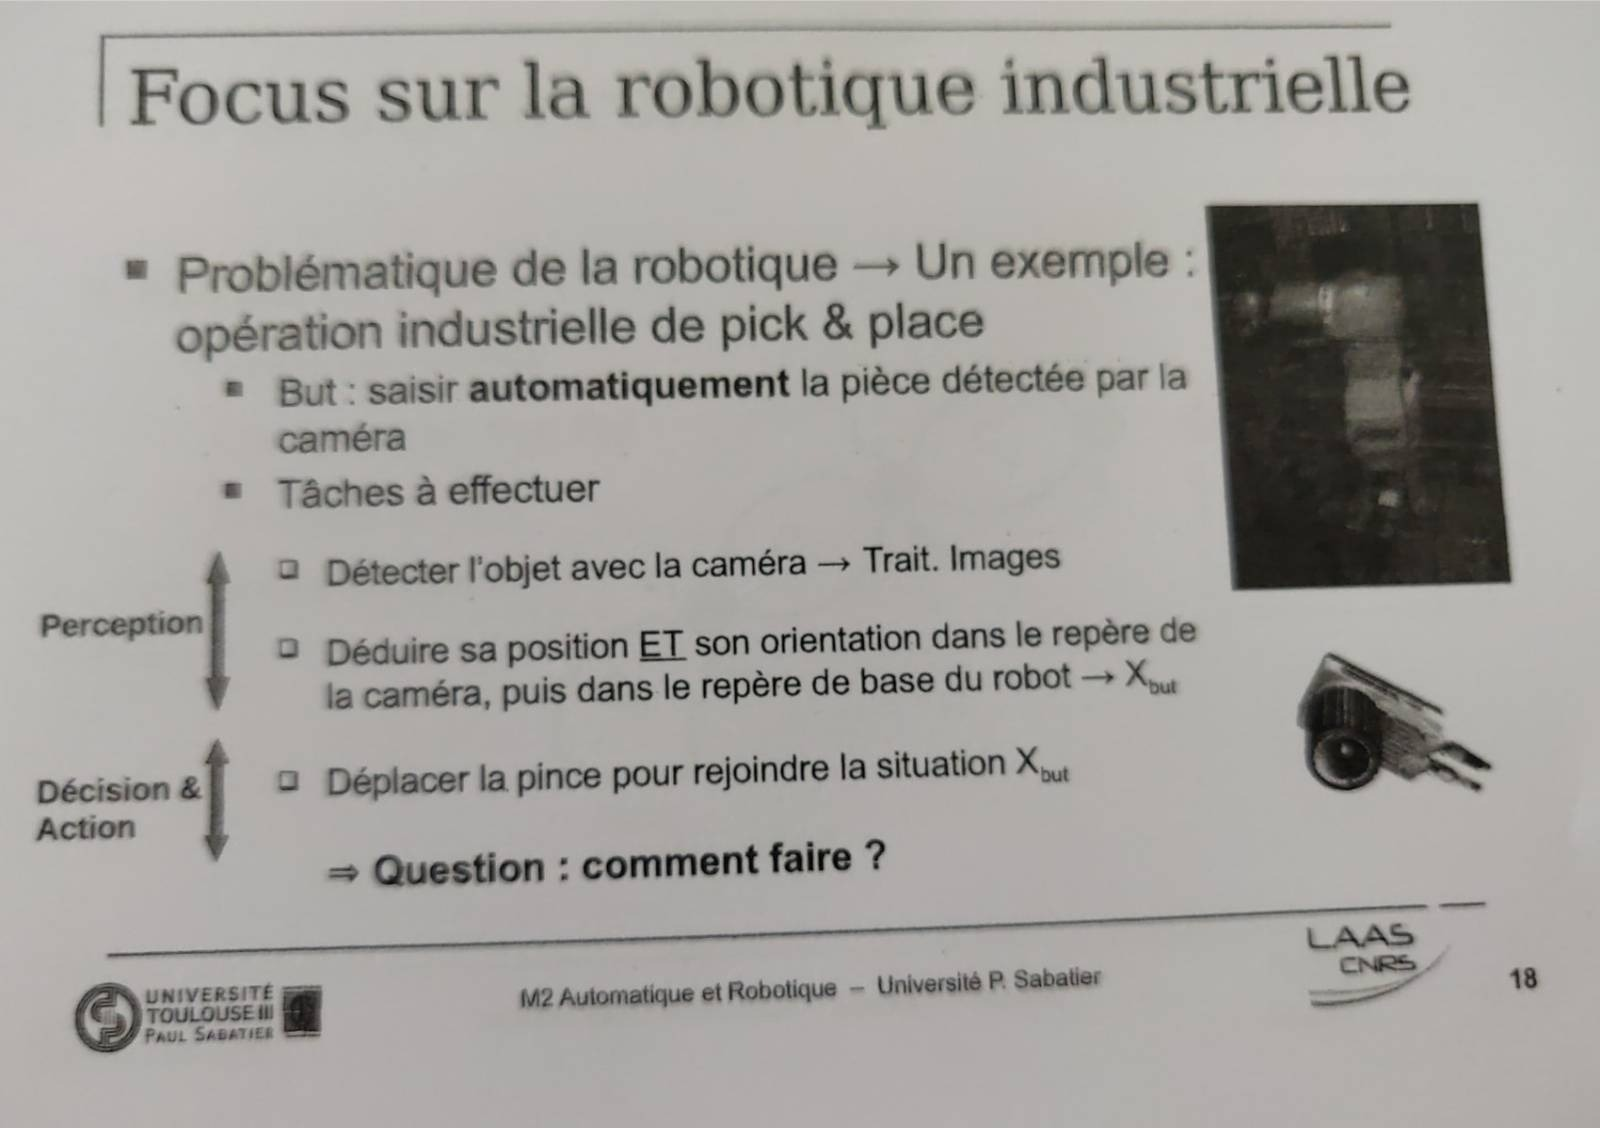 Focus sur la robotique industrielle
▪ Problématique de la robotique → Un exemple :
opération industrielle de pick & place
▪ But : saisir automatiquement la pièce détectée par la
caméra
▪ Tâches à effectuer
Perception
❑ Détecter l'objet avec la caméra → Trait. Images
❑ Déduire sa position ET son orientation dans le repère de
la caméra, puis dans le repère de base du robot → Xbut
Décision &
Action
❑ Déplacer la pince pour rejoindre la situation Xbut
⇒ Question : comment faire ?
UNIVERSITÉ
TOULOUSE III
PAUL SABATIER
M2 Automatique et Robotique – Université P. Sabatier
LAAS
CNRS
18